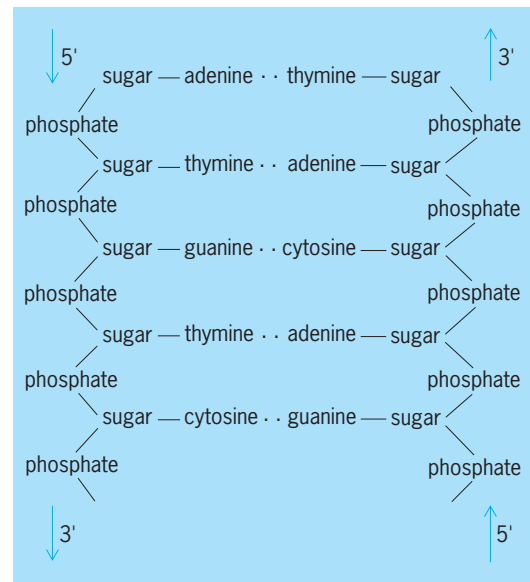 5' 3'
sugar — adenine · · thymine — sugar
phosphate phosphate
sugar — thymine · · adenine — sugar
phosphate phosphate
sugar — guanine · · cytosine — sugar
phosphate phosphate
sugar — thymine · · adenine — sugar
phosphate phosphate
sugar — cytosine · · guanine — sugar
phosphate phosphate
3' 5'